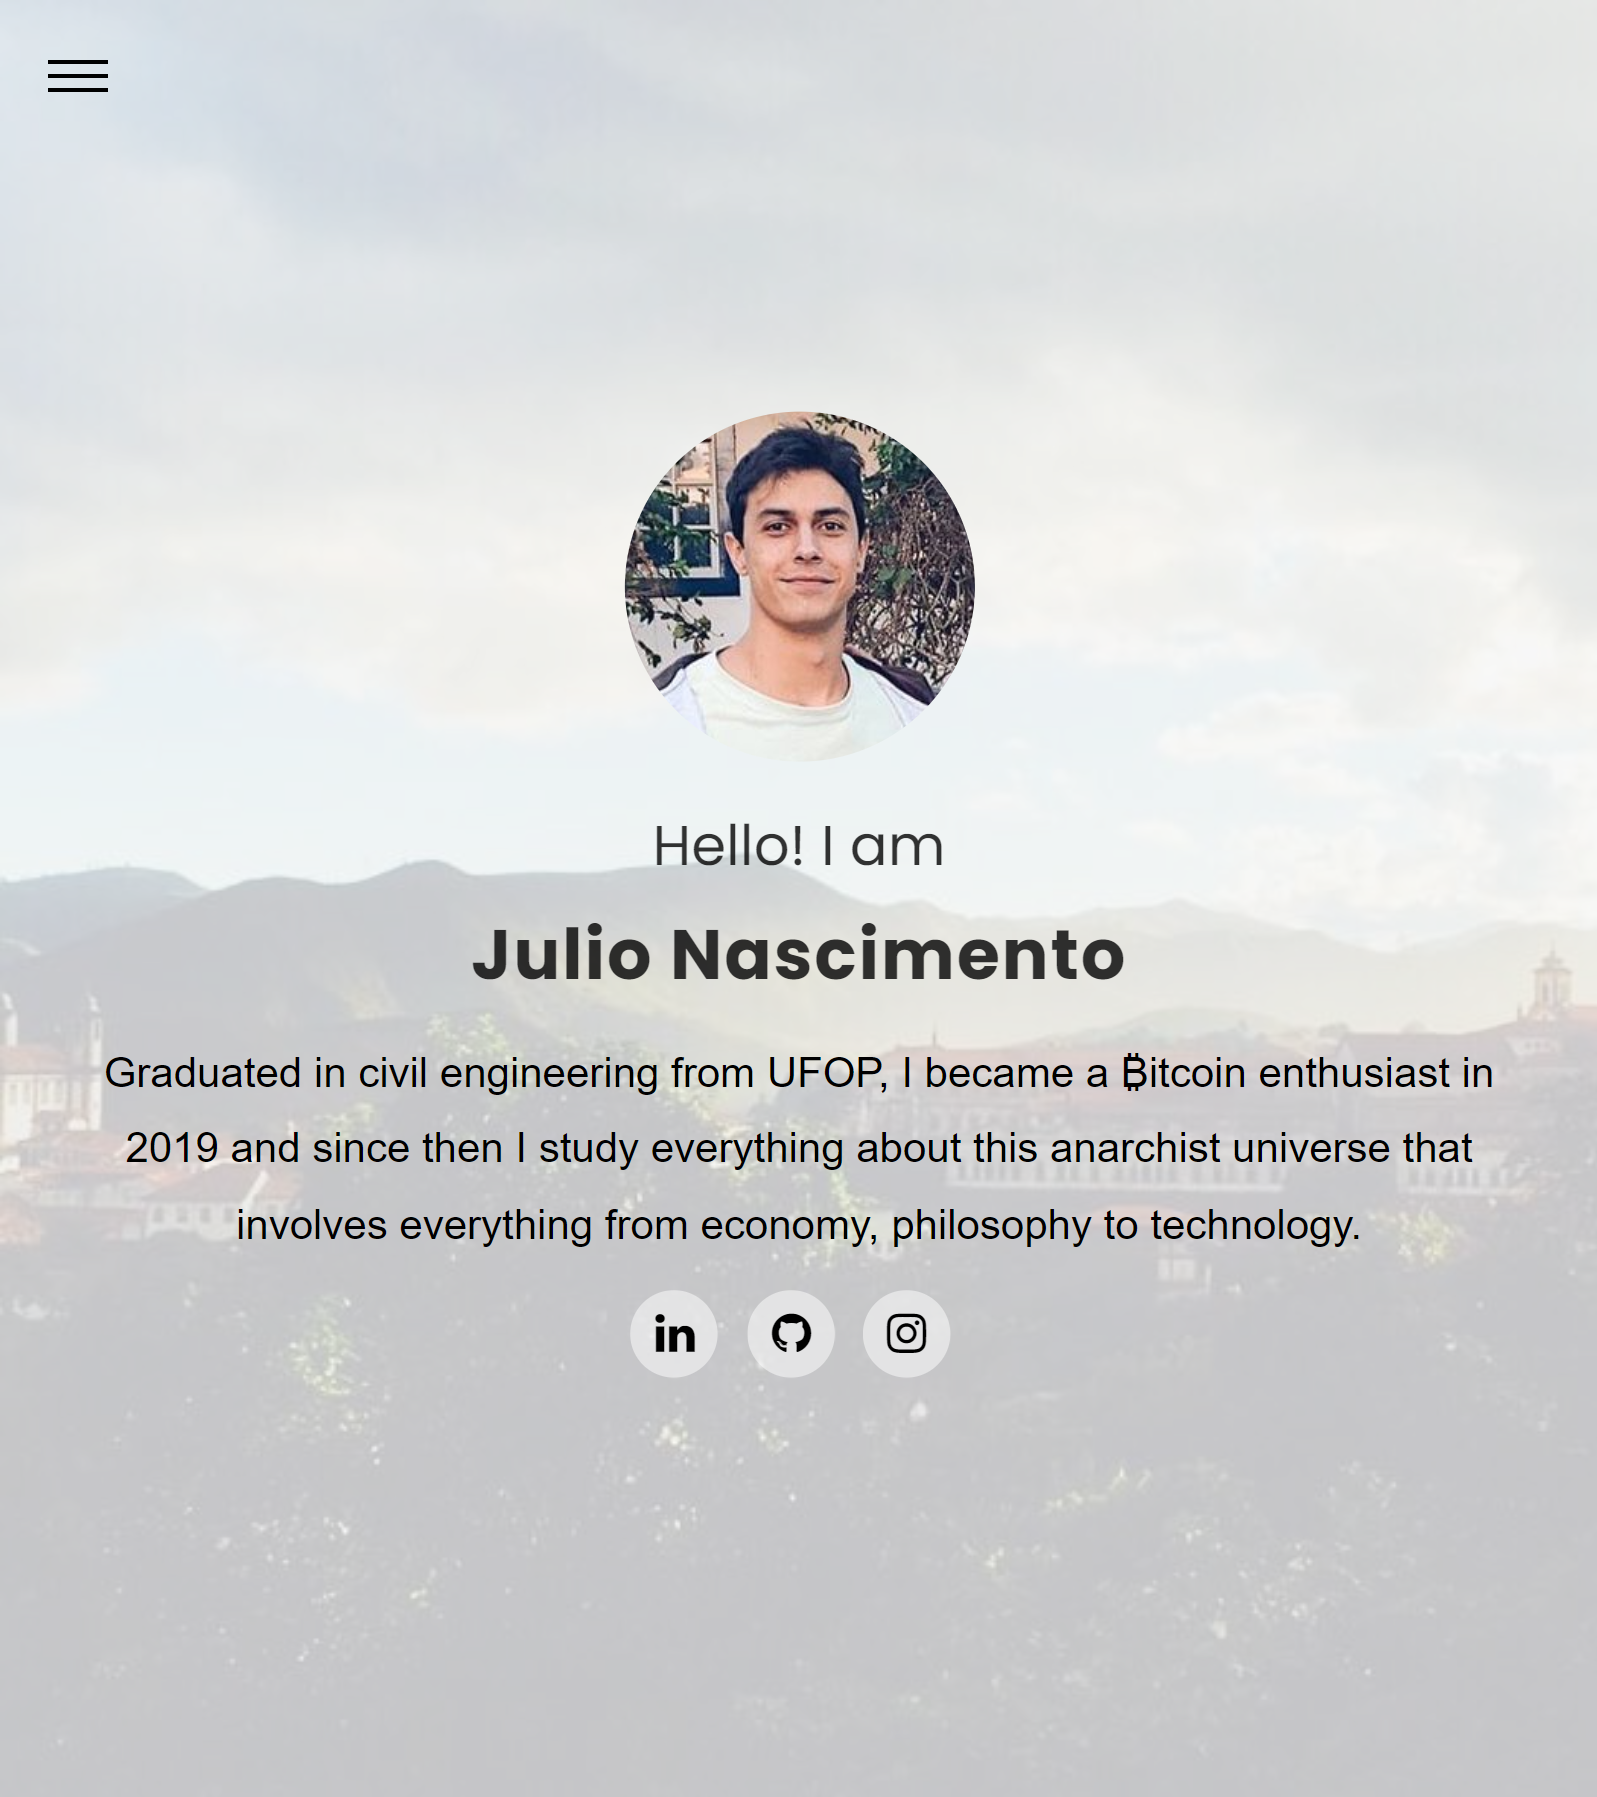 Hello! I am
Julio Nascimento
Graduated in civil engineering from UFOP, I became a ₿itcoin enthusiast in
2019 and since then I study everything about this anarchist universe that
involves everything from economy, philosophy to technology.
in